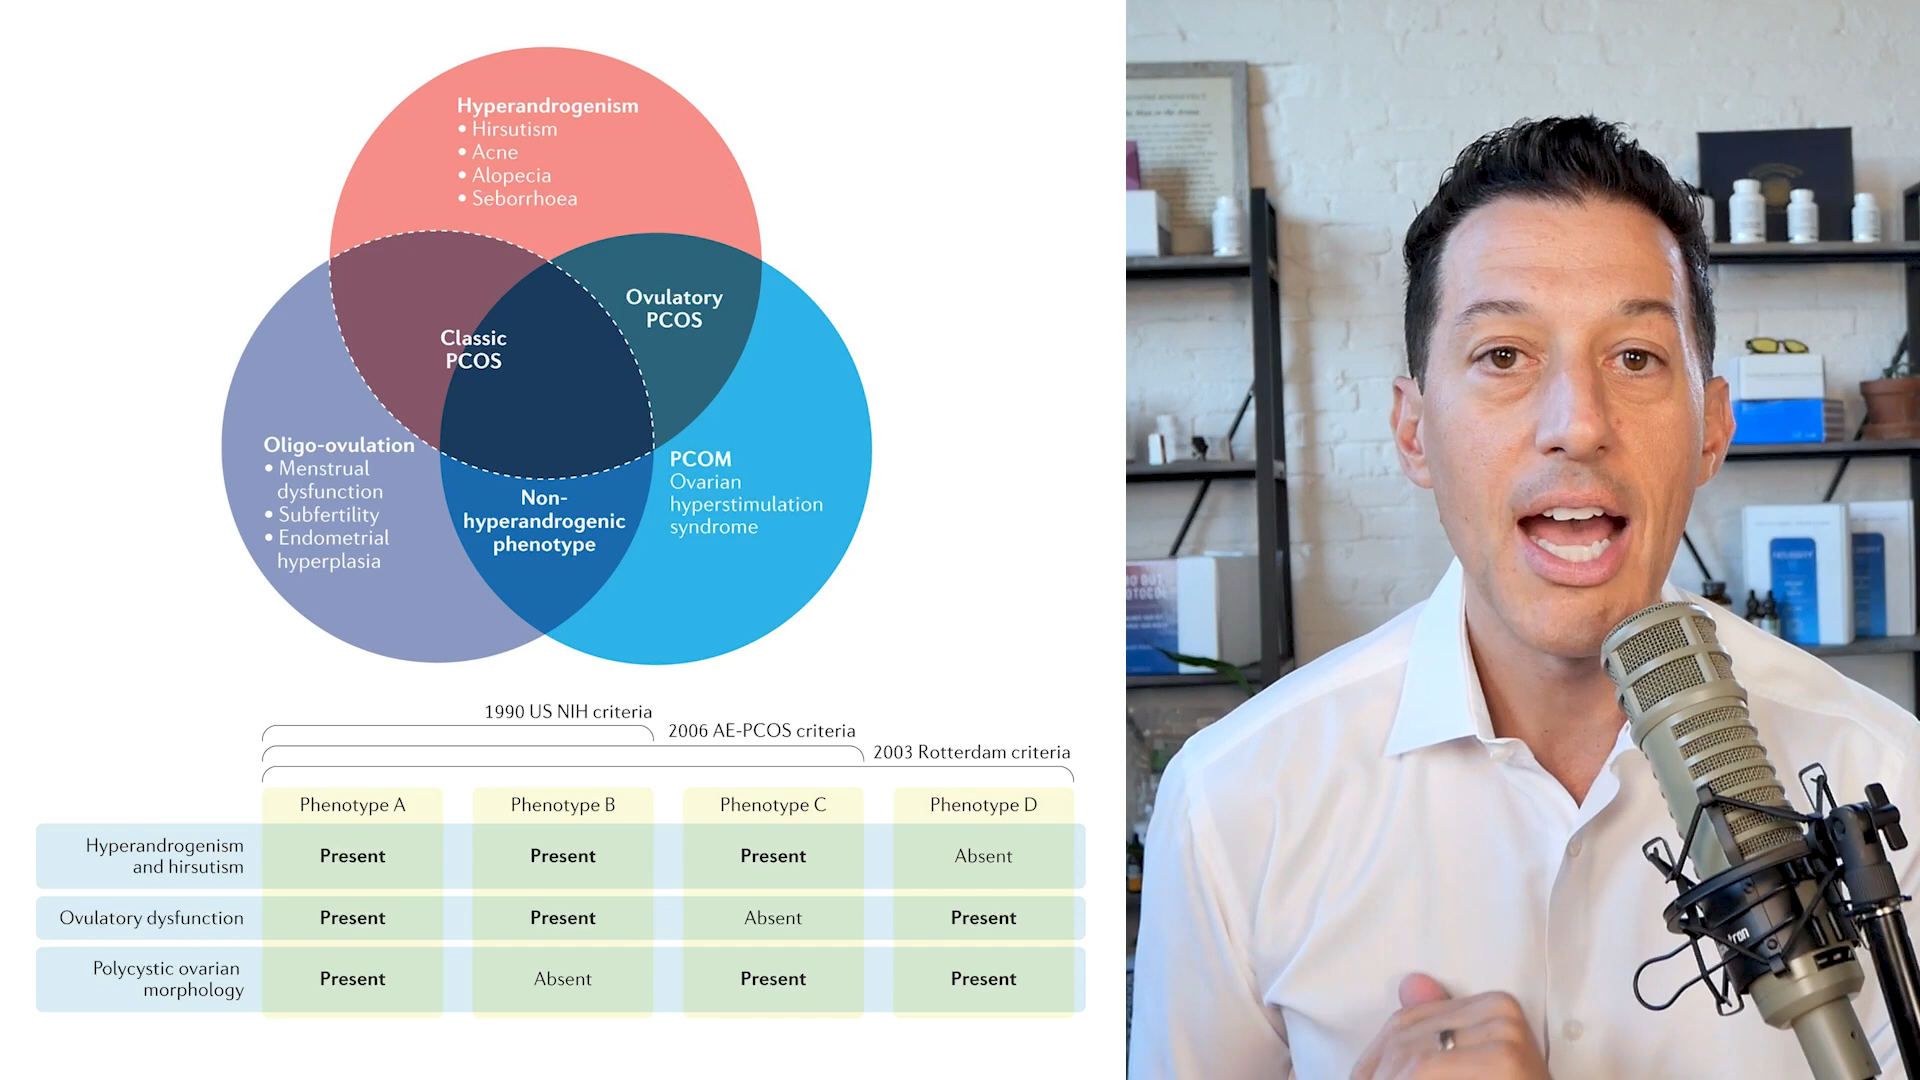 Hyperandrogenism
• Hirsutism
• Acne
• Alopecia
• Seborrhoea
Ovulatory
PCOS
Classic
PCOS
Oligo-ovulation
• Menstrual
dysfunction
• Subfertility
• Endometrial
hyperplasia
PCOM
Ovarian
hyperstimulation
syndrome
Non-
hyperandrogenic
phenotype
1990 US NIH criteria
2006 AE-PCOS criteria
2003 Rotterdam criteria
Phenotype A Phenotype B Phenotype C Phenotype D
Hyperandrogenism
and hirsutism
Present Present Present Absent
Ovulatory dysfunction Present Present Absent Present
Polycystic ovarian
morphology
Present Absent Present Present